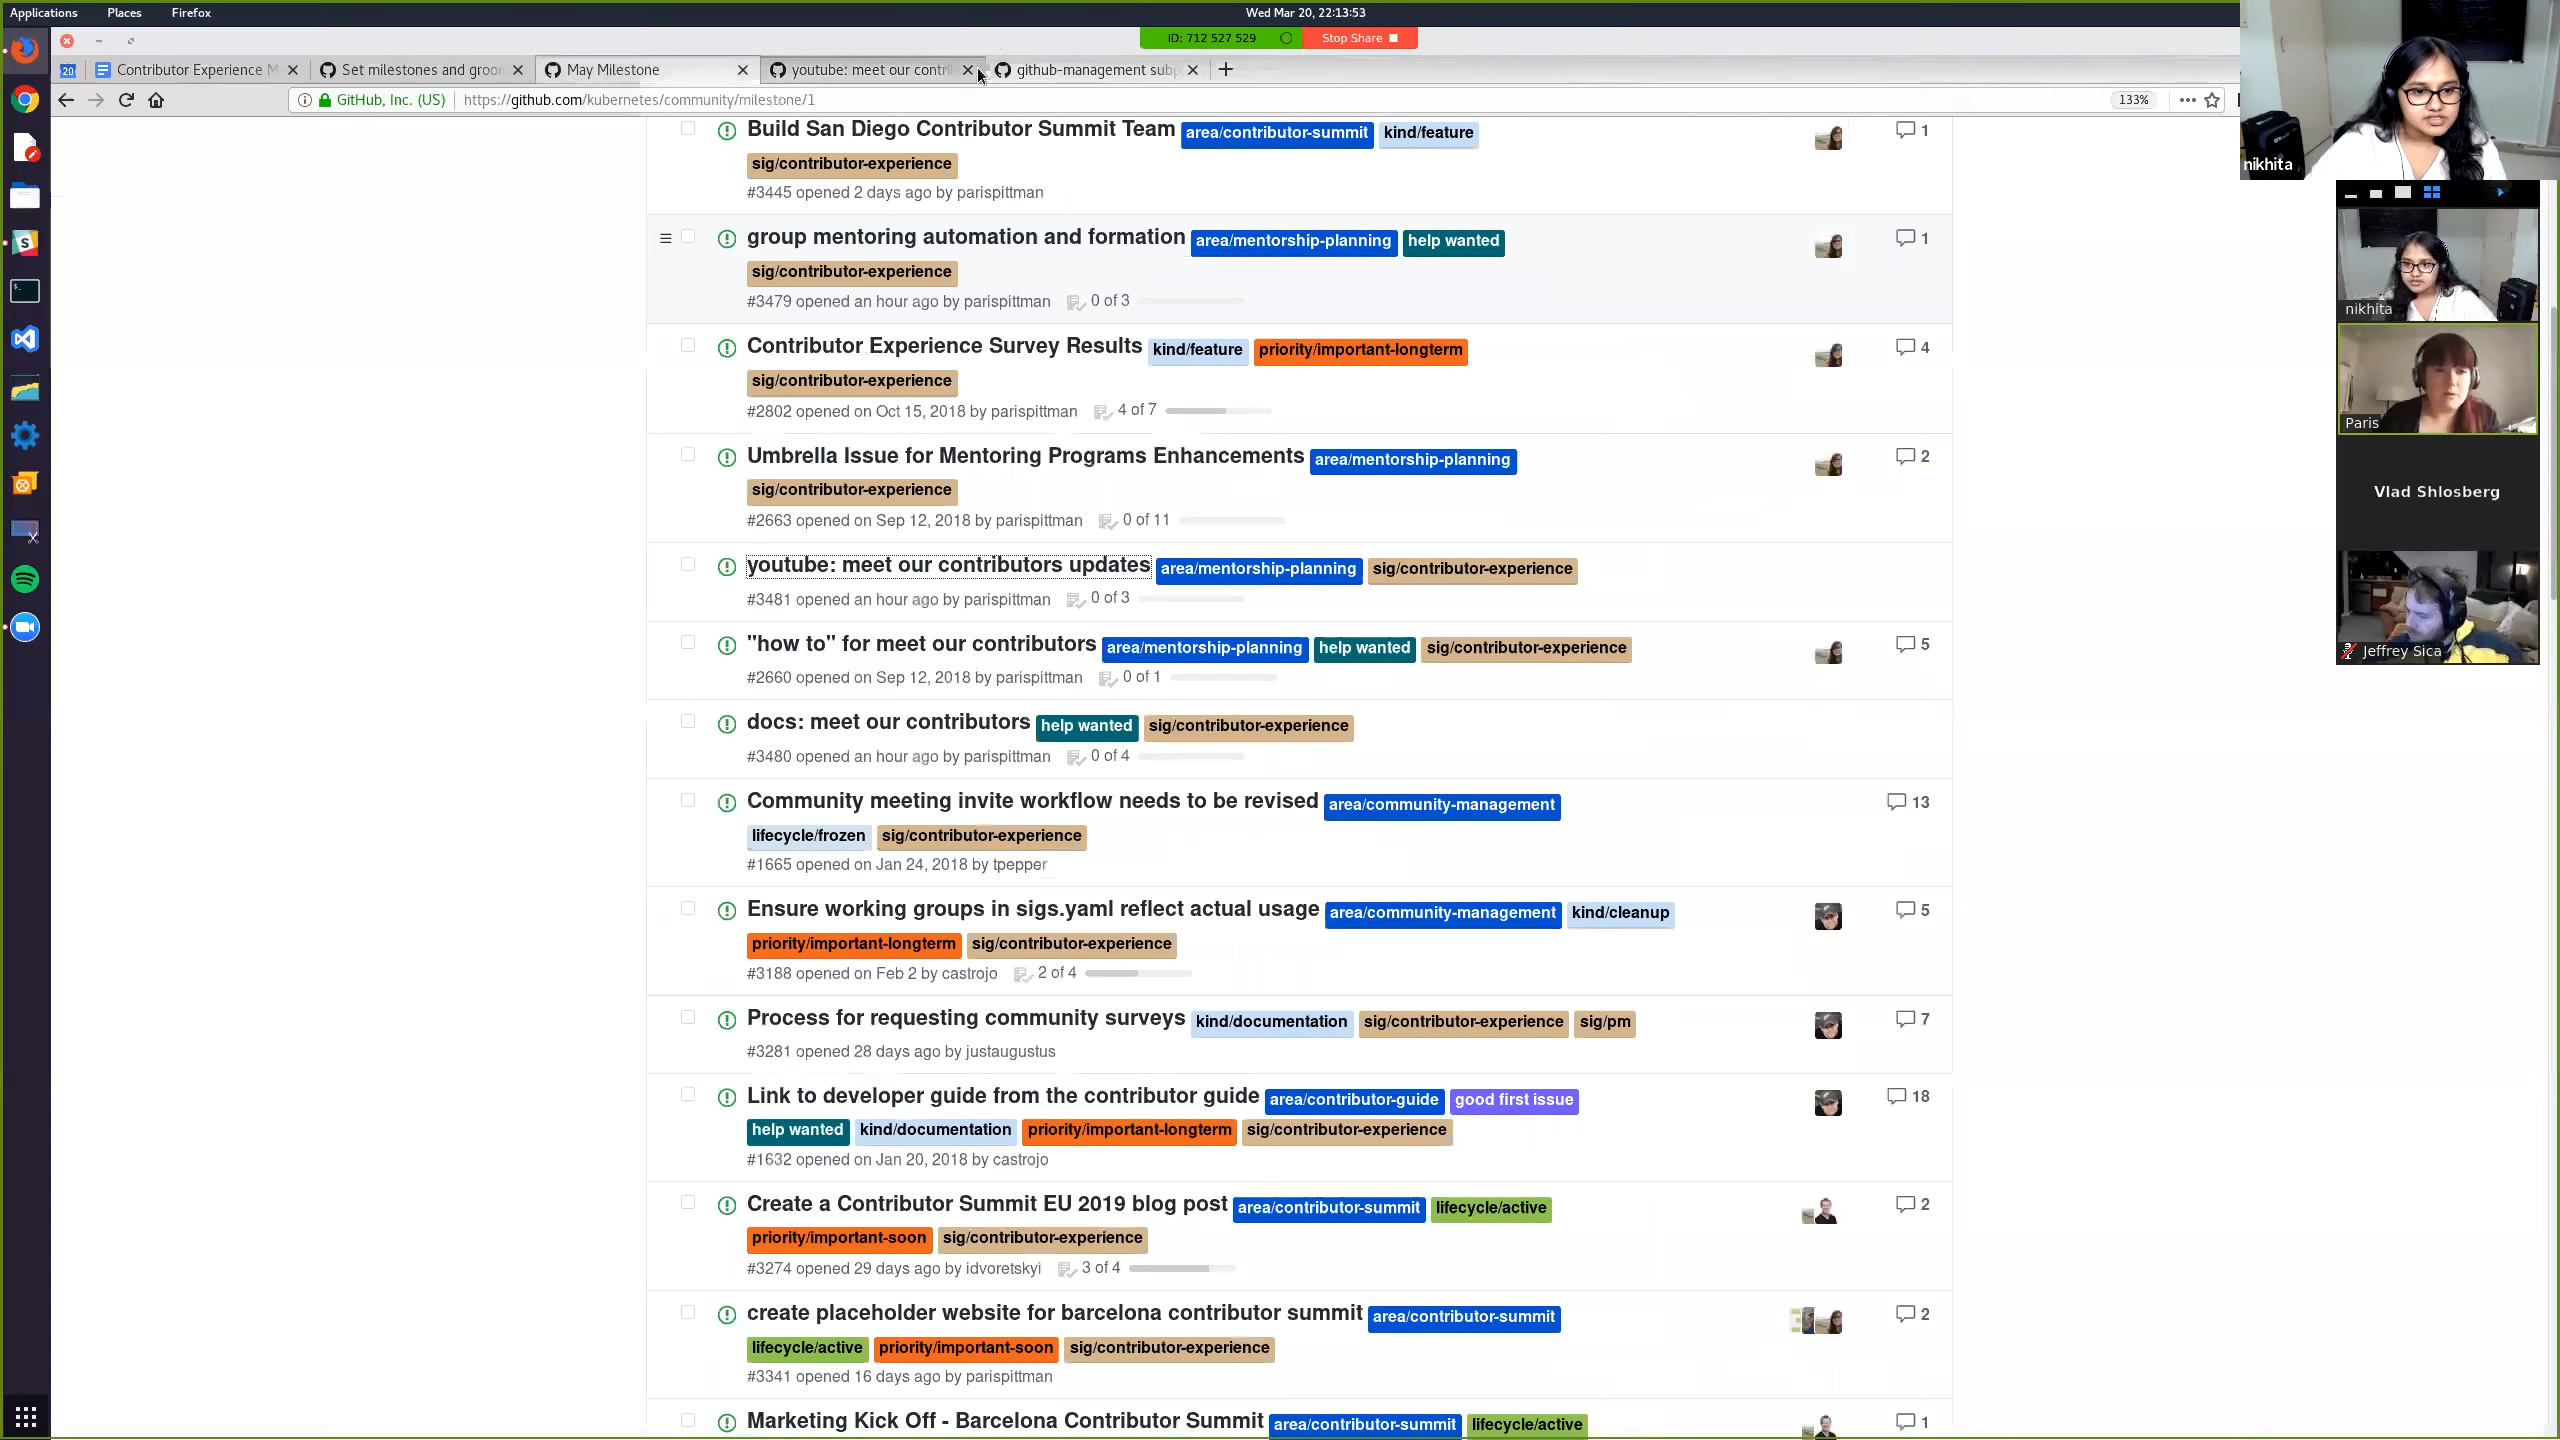 Applications Places Firefox Wed Mar 20, 22:13:53
ID: 712 527 529 Stop Share
20 Contributor Experience M Set milestones and groo May Milestone youtube: meet our contri github-management sub
GitHub, Inc. (US) https://github.com/kubernetes/community/milestone/1 133%
Build San Diego Contributor Summit Team area/contributor-summit kind/feature 1
sig/contributor-experience
#3445 opened 2 days ago by parispittman
group mentoring automation and formation area/mentorship-planning help wanted 1
sig/contributor-experience
#3479 opened an hour ago by parispittman 0 of 3
Contributor Experience Survey Results kind/feature priority/important-longterm 4
sig/contributor-experience
#2802 opened on Oct 15, 2018 by parispittman 4 of 7
Umbrella Issue for Mentoring Programs Enhancements area/mentorship-planning 2
sig/contributor-experience
#2663 opened on Sep 12, 2018 by parispittman 0 of 11
youtube: meet our contributors updates area/mentorship-planning sig/contributor-experience
#3481 opened an hour ago by parispittman 0 of 3
"how to" for meet our contributors area/mentorship-planning help wanted sig/contributor-experience 5
#2660 opened on Sep 12, 2018 by parispittman 0 of 1
docs: meet our contributors help wanted sig/contributor-experience
#3480 opened an hour ago by parispittman 0 of 4
Community meeting invite workflow needs to be revised area/community-management 13
lifecycle/frozen sig/contributor-experience
#1665 opened on Jan 24, 2018 by tpepper
Ensure working groups in sigs.yaml reflect actual usage area/community-management kind/cleanup 5
priority/important-longterm sig/contributor-experience
#3188 opened on Feb 2 by castrojo 2 of 4
Process for requesting community surveys kind/documentation sig/contributor-experience sig/pm 7
#3281 opened 28 days ago by justaugustus
Link to developer guide from the contributor guide area/contributor-guide good first issue 18
help wanted kind/documentation priority/important-longterm sig/contributor-experience
#1632 opened on Jan 20, 2018 by castrojo
Create a Contributor Summit EU 2019 blog post area/contributor-summit lifecycle/active 2
priority/important-soon sig/contributor-experience
#3274 opened 29 days ago by idvoretskyi 3 of 4
create placeholder website for barcelona contributor summit area/contributor-summit 2
lifecycle/active priority/important-soon sig/contributor-experience
#3341 opened 16 days ago by parispittman
Marketing Kick Off - Barcelona Contributor Summit area/contributor-summit lifecycle/active 1
nikhita
nikhita
Paris
Vlad Shlosberg
Jeffrey Sica